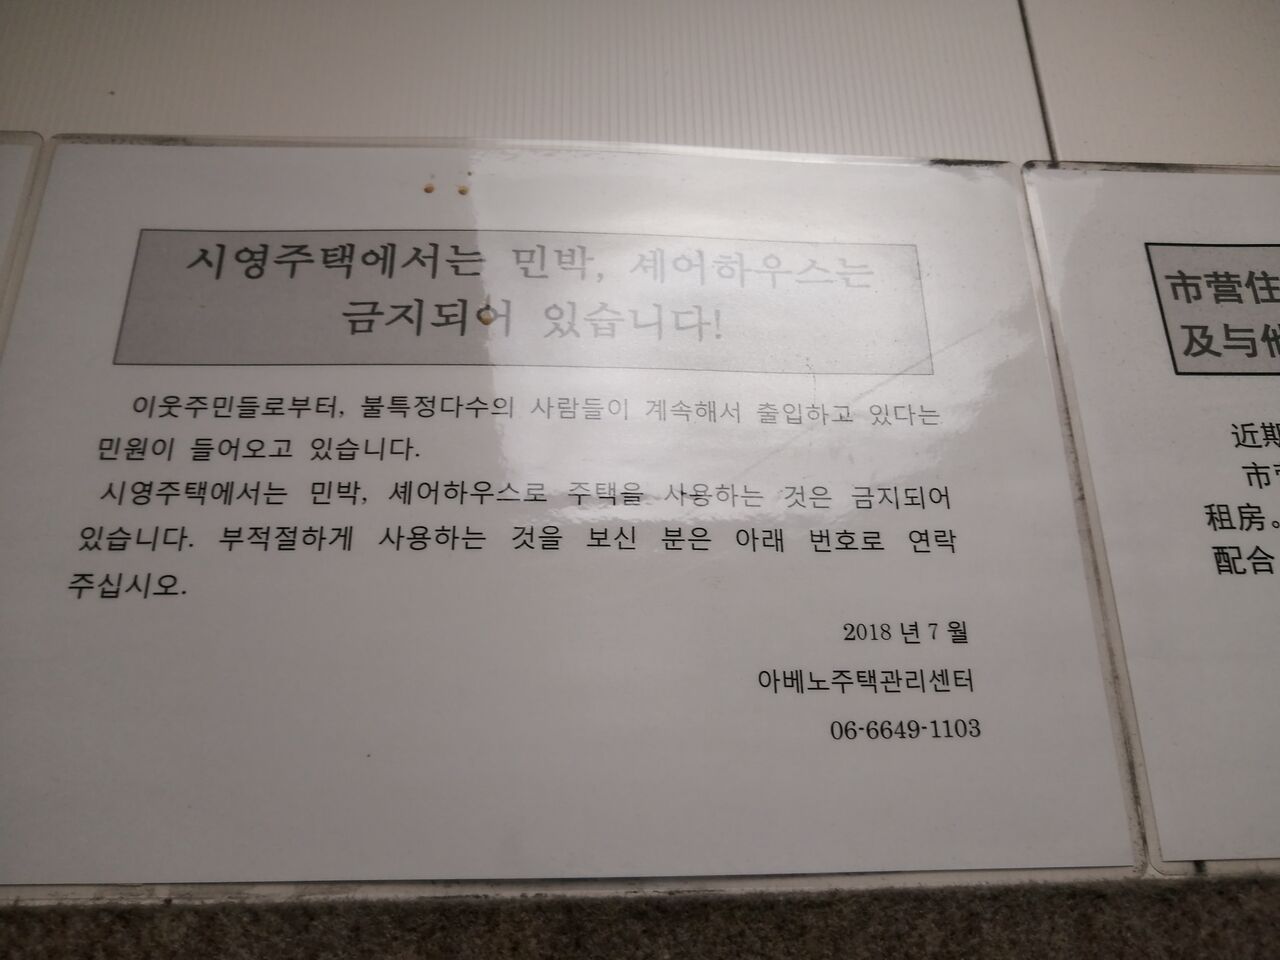 시영주택에서는 민박, 셰어하우스는
금지되어 있습니다!
이웃주민들로부터, 불특정다수의 사람들이 계속해서 출입하고 있다는
민원이 들어오고 있습니다.
시영주택에서는 민박, 셰어하우스로 주택을 사용하는 것은 금지되어
있습니다. 부적절하게 사용하는 것을 보신 분은 아래 번호로 연락
주십시오.
2018 년 7 월
아베노주택관리센터
06-6649-1103
市营住
及与他
近期
市营
租房。
配合